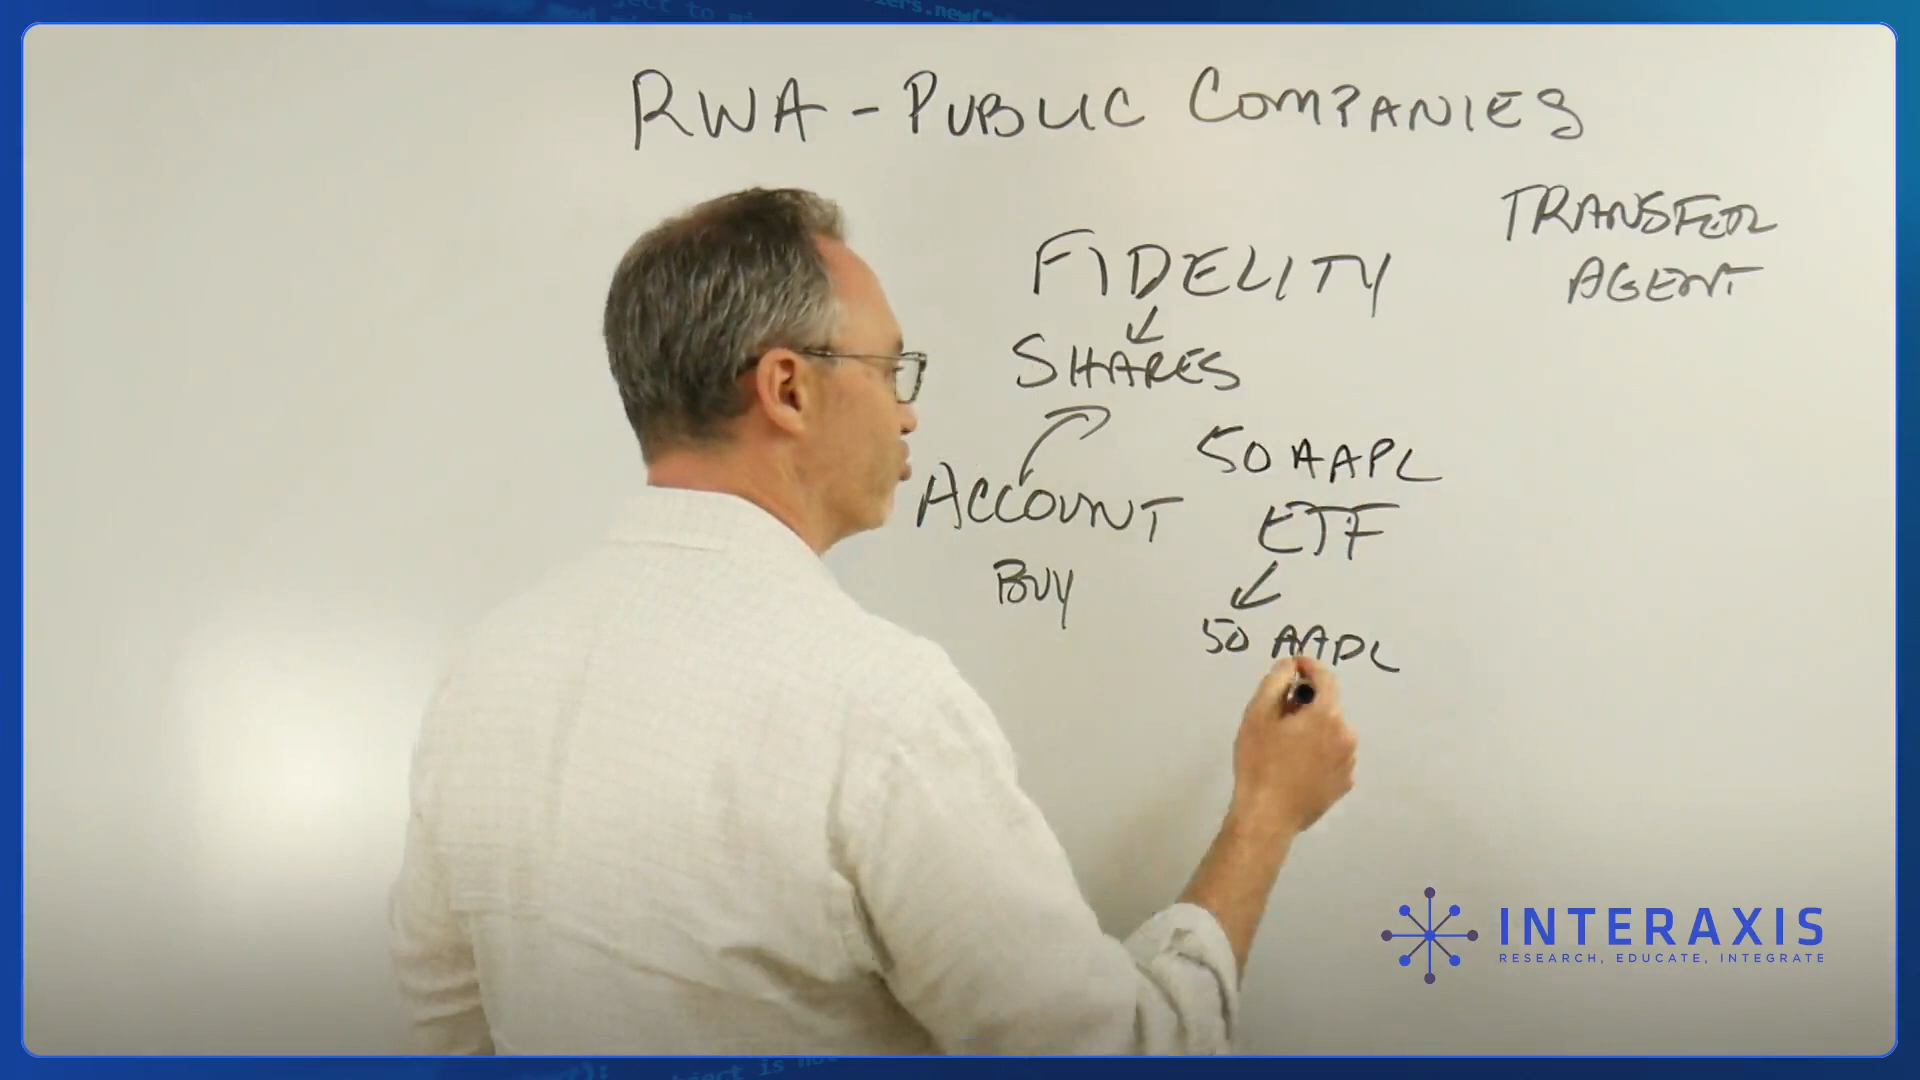 RWA - PUBLIC COMPANIES
TRANSFER
AGENT
FIDELITY
SHARES
50 AAPL
ACCOUNT
ETF
BUY
50 AAPL
INTERAXIS
RESEARCH, EDUCATE, INTEGRATE